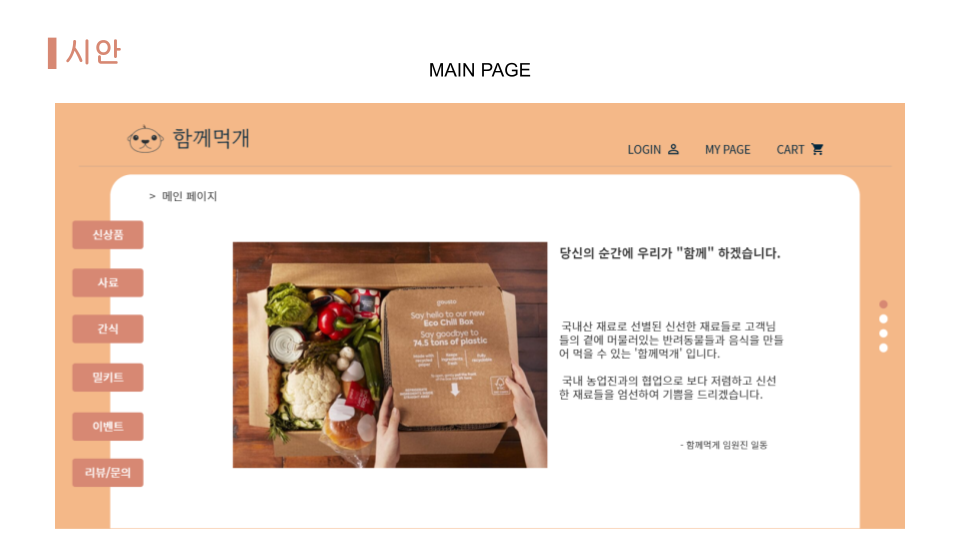 시안
MAIN PAGE
함께먹개
LOGIN
MY PAGE
CART
> 메인 페이지
신상품
사료
간식
밀키트
이벤트
리뷰/문의
Say hello to our new
Eco Chill Box
Say goodbye to
74.5 tons of plastic
당신의 순간에 우리가 "함께" 하겠습니다.
국내산 재료로 선별된 신선한 재료들로 고객님
들의 곁에 머물러있는 반려동물들과 음식을 만들
어 먹을 수 있는 '함께먹개' 입니다.
국내 농업진과의 협업으로 보다 저렴하고 신선
한 재료들을 엄선하여 기쁨을 드리겠습니다.
- 함께먹게 임원진 일동